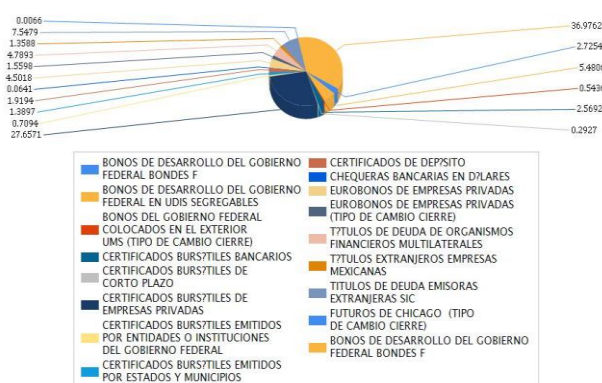 0.0066
7.5479
1.3588
4.7893
1.5598
4.5018
0.0641
1.9194
1.3897
0.7094
27.6571
36.9762
2.7254
5.480
0.543
2.5692
0.2927
BONOS DE DESARROLLO DEL GOBIERNO
FEDERAL BONDES F
BONOS DE DESARROLLO DEL GOBIERNO
FEDERAL EN UDIS SEGREGABLES
BONOS DEL GOBIERNO FEDERAL
COLOCADOS EN EL EXTERIOR
UMS (TIPO DE CAMBIO CIERRE)
CERTIFICADOS BURS?TILES BANCARIOS
CERTIFICADOS BURS?TILES DE
CORTO PLAZO
CERTIFICADOS BURS?TILES DE
EMPRESAS PRIVADAS
CERTIFICADOS BURS?TILES EMITIDOS
POR ENTIDADES O INSTITUCIONES
DEL GOBIERNO FEDERAL
CERTIFICADOS BURS?TILES EMITIDOS
POR ESTADOS Y MUNICIPIOS
CERTIFICADOS DE DEP?SITO
CHEQUERAS BANCARIAS EN D?LARES
EUROBONOS DE EMPRESAS PRIVADAS
EUROBONOS DE EMPRESAS PRIVADAS
(TIPO DE CAMBIO CIERRE)
T?TULOS DE DEUDA DE ORGANISMOS
FINANCIEROS MULTILATERALES
T?TULOS EXTRANJEROS EMPRESAS
MEXICANAS
TITULOS DE DEUDA EMISORAS
EXTRANJERAS SIC
FUTUROS DE CHICAGO (TIPO
DE CAMBIO CIERRE)
BONOS DE DESARROLLO DEL GOBIERNO
FEDERAL BONDES F